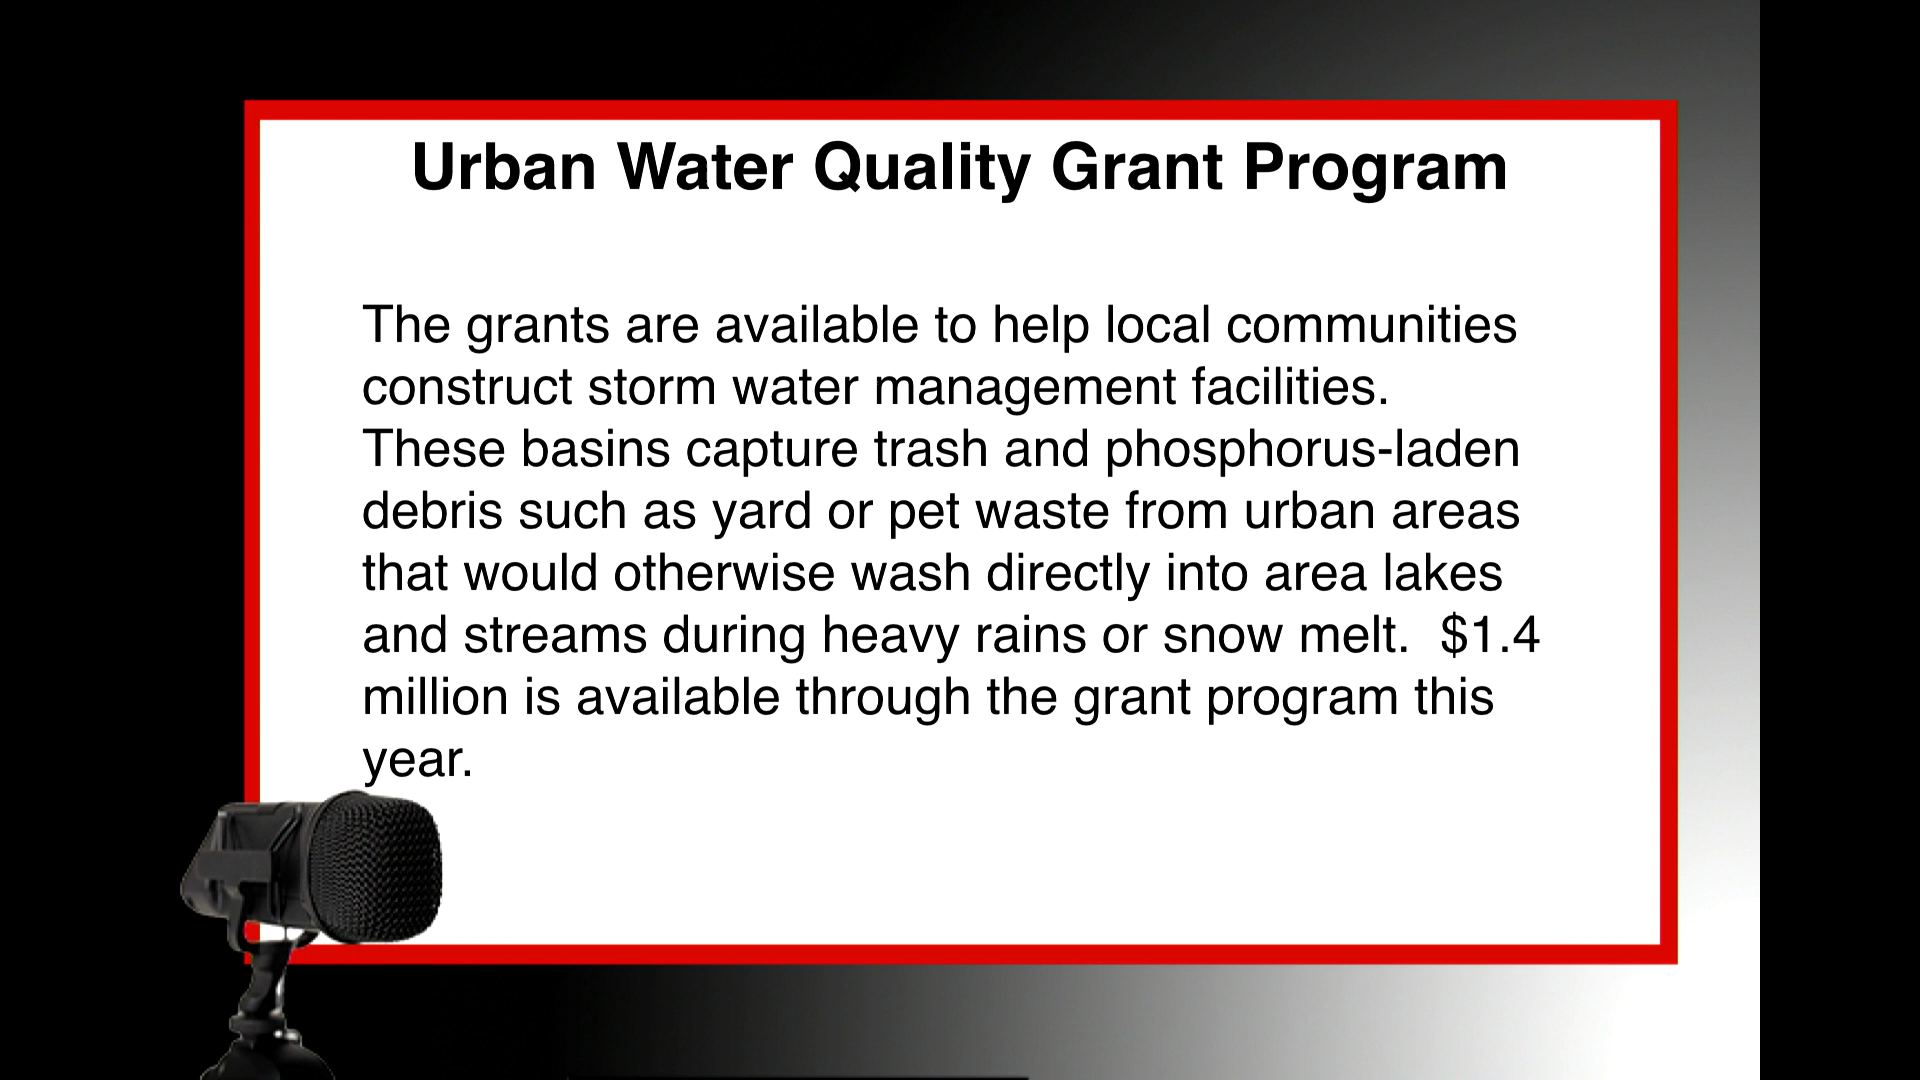 Urban Water Quality Grant Program
The grants are available to help local communities
construct storm water management facilities.
These basins capture trash and phosphorus-laden
debris such as yard or pet waste from urban areas
that would otherwise wash directly into area lakes
and streams during heavy rains or snow melt.  $1.4
million is available through the grant program this
year.